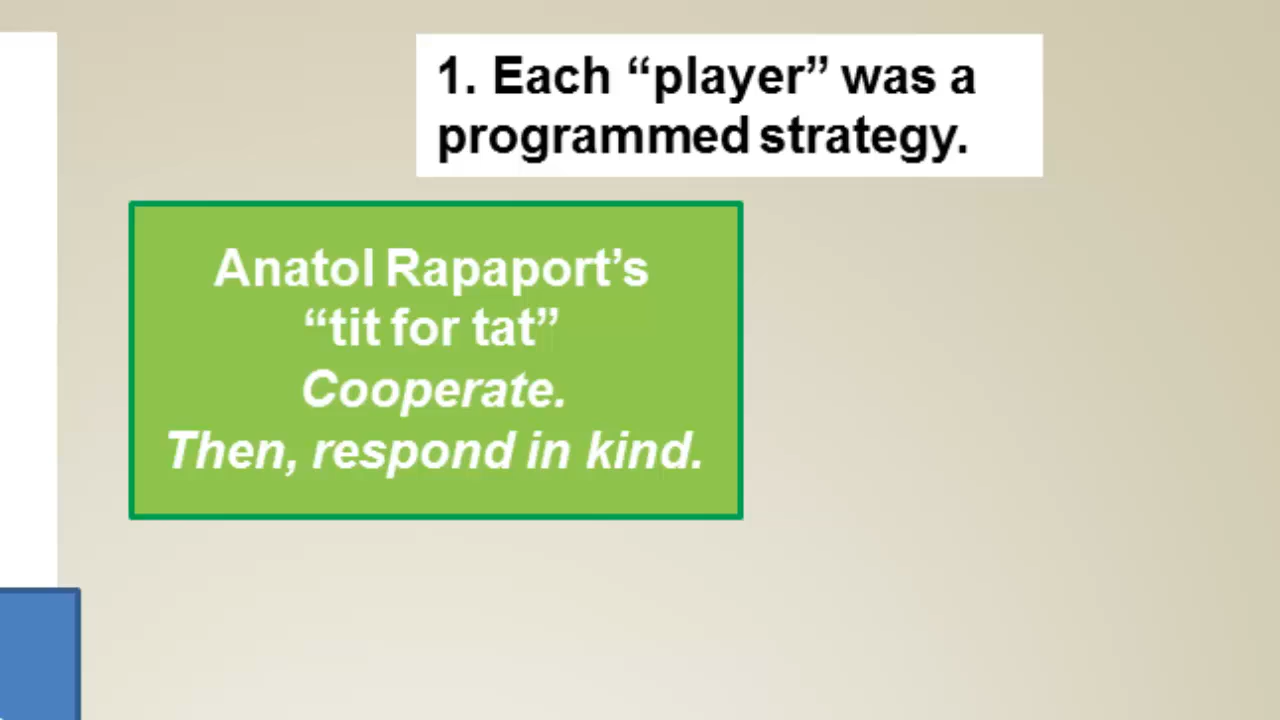 1. Each “player” was a
programmed strategy.
Anatol Rapaport’s
“tit for tat”
Cooperate.
Then, respond in kind.